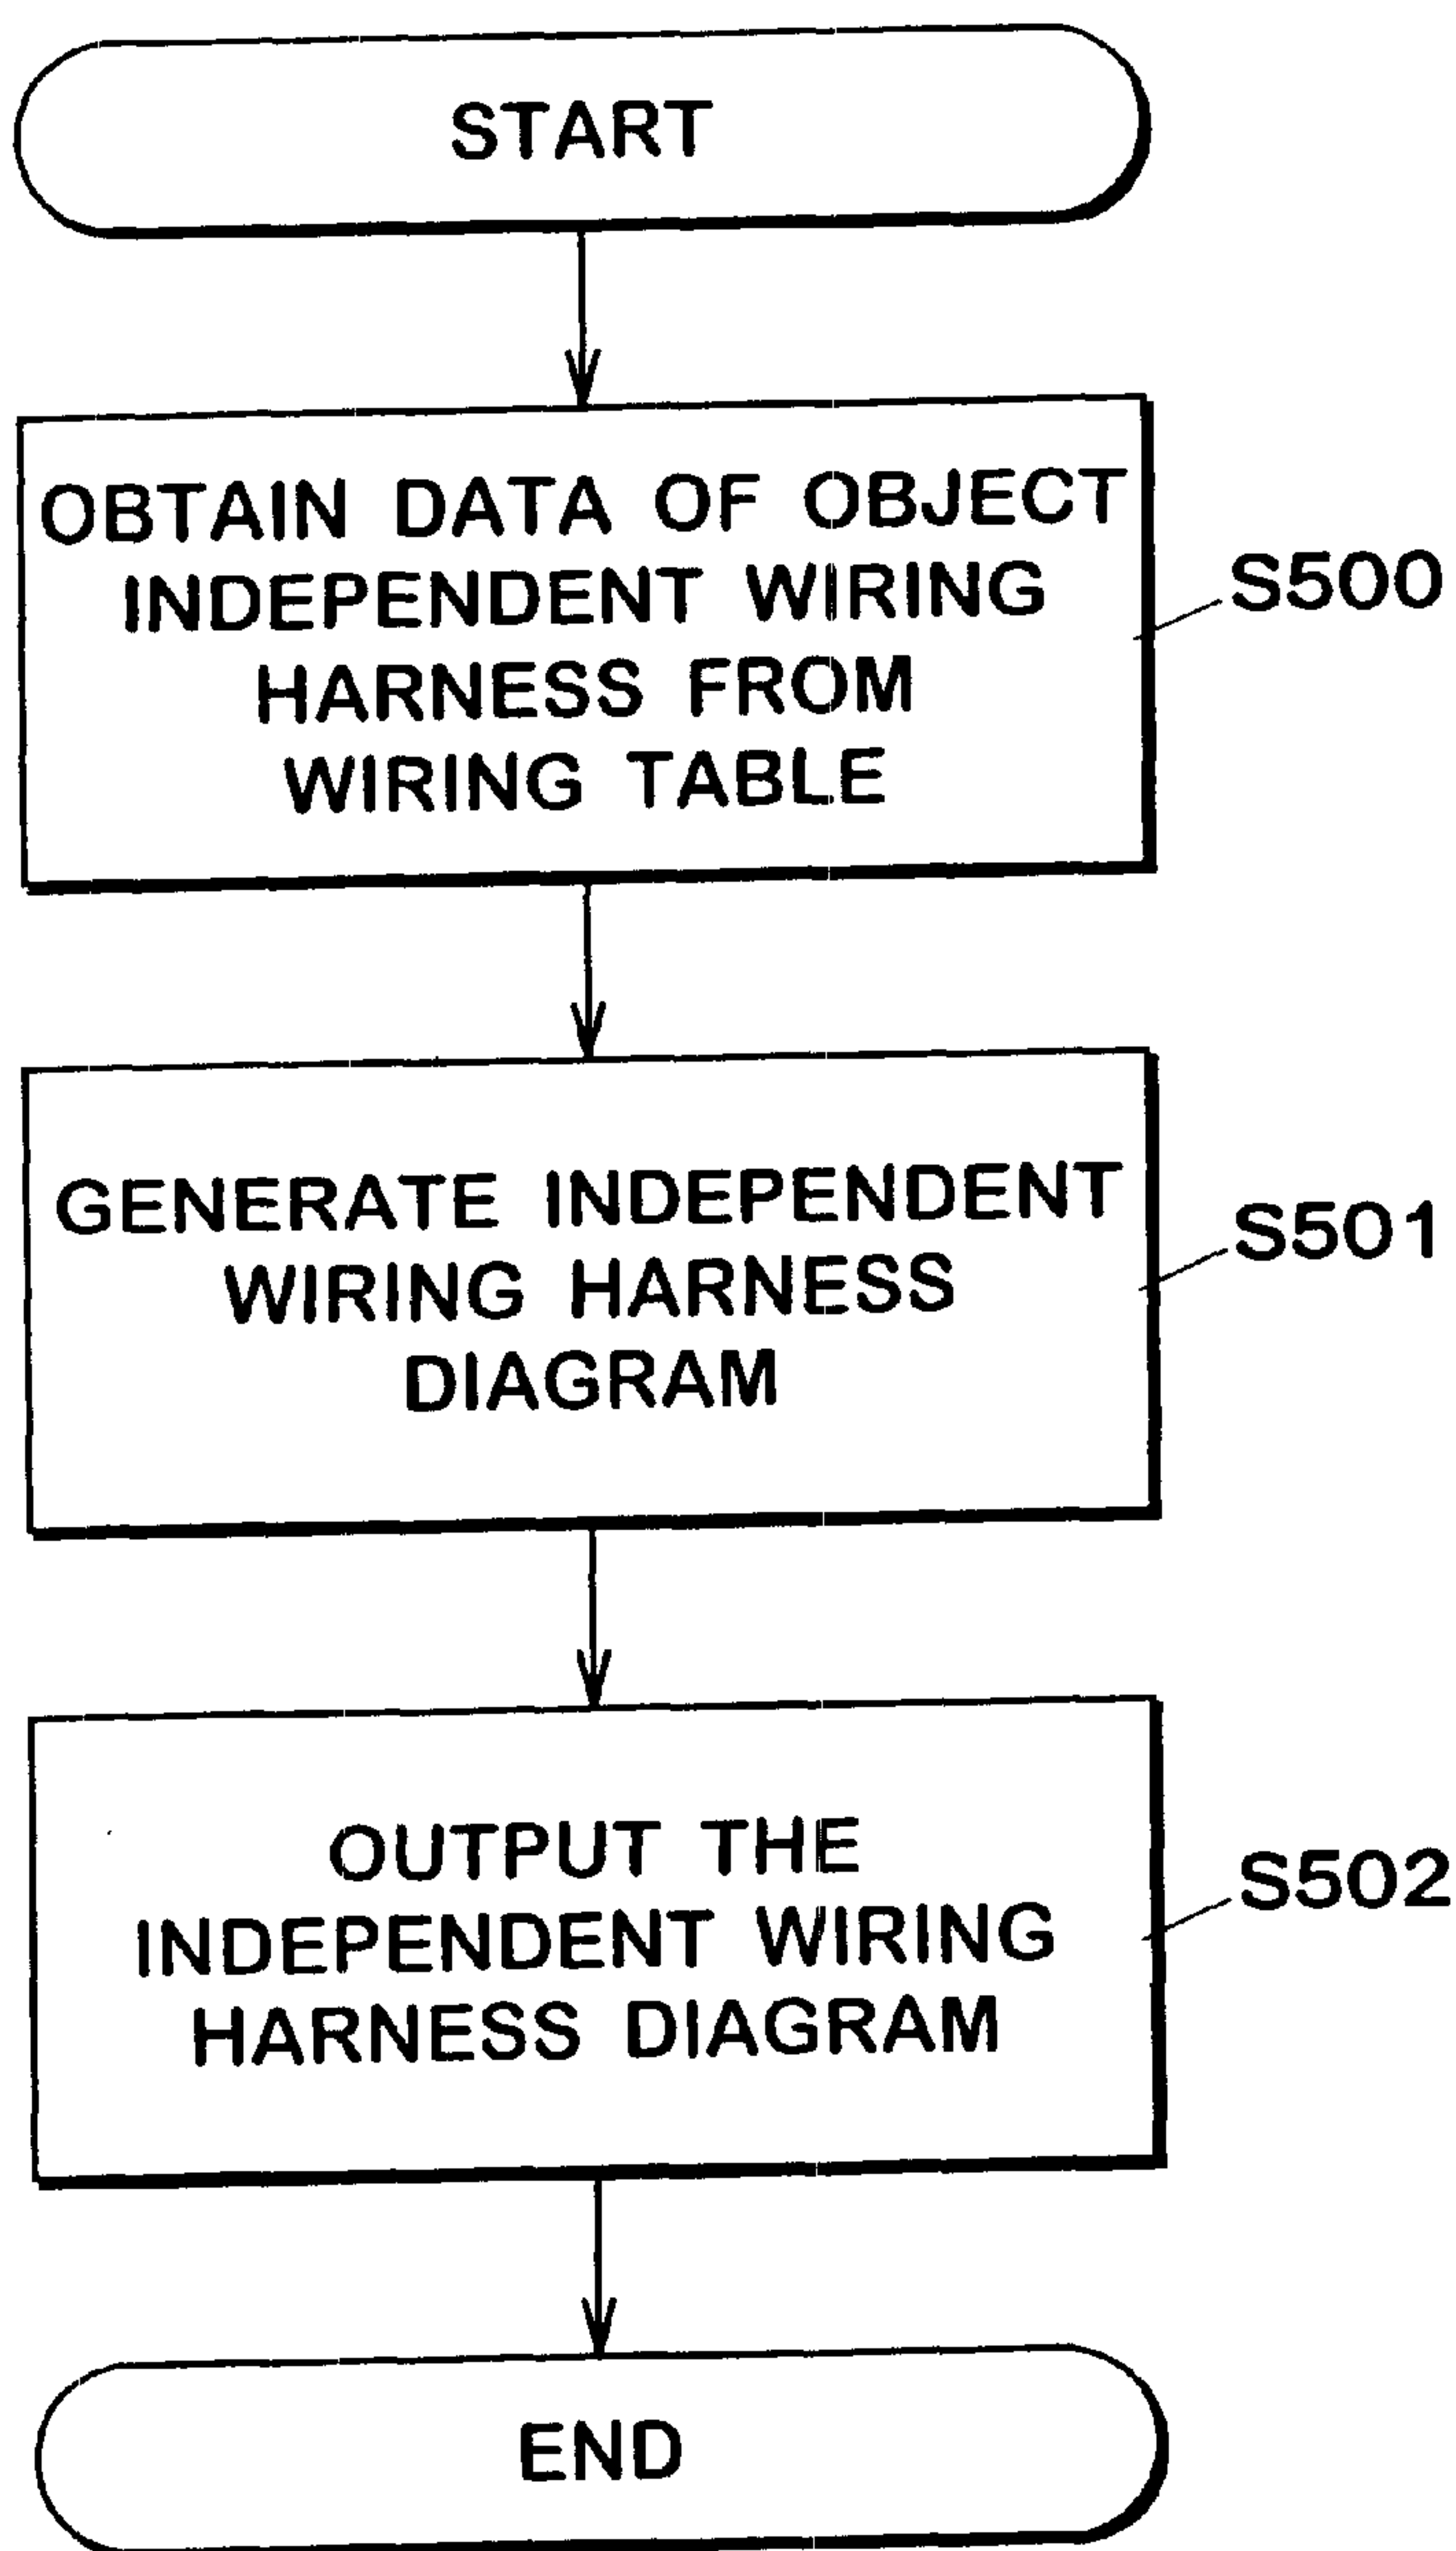 START
OBTAIN DATA OF OBJECT
INDEPENDENT WIRING
HARNESS FROM
WIRING TABLE
S500
GENERATE INDEPENDENT
WIRING HARNESS
DIAGRAM
S501
OUTPUT THE
INDEPENDENT WIRING
HARNESS DIAGRAM
S502
END